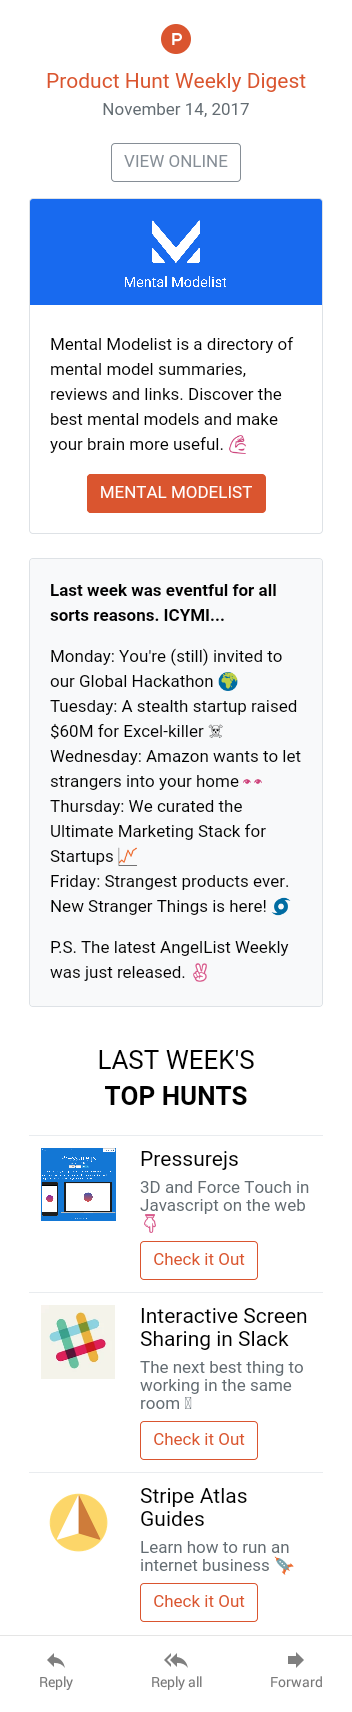 P
Product Hunt Weekly Digest
November 14, 2017
VIEW ONLINE
Mental Modelist
Mental Modelist is a directory of
mental model summaries,
reviews and links. Discover the
best mental models and make
your brain more useful. 💪
MENTAL MODELIST
Last week was eventful for all
sorts reasons. ICYMI...
Monday: You're (still) invited to
our Global Hackathon 🌍
Tuesday: A stealth startup raised
$60M for Excel-killer ☠
Wednesday: Amazon wants to let
strangers into your home 👀
Thursday: We curated the
Ultimate Marketing Stack for
Startups 📈
Friday: Strangest products ever.
New Stranger Things is here! 🌀
P.S. The latest AngelList Weekly
was just released. ✌
LAST WEEK'S
TOP HUNTS
Pressurejs
3D and Force Touch in
Javascript on the web
👇
Check it Out
Interactive Screen
Sharing in Slack
The next best thing to
working in the same
room
Check it Out
Stripe Atlas
Guides
Learn how to run an
internet business 🚀
Check it Out
Reply
Reply all
Forward